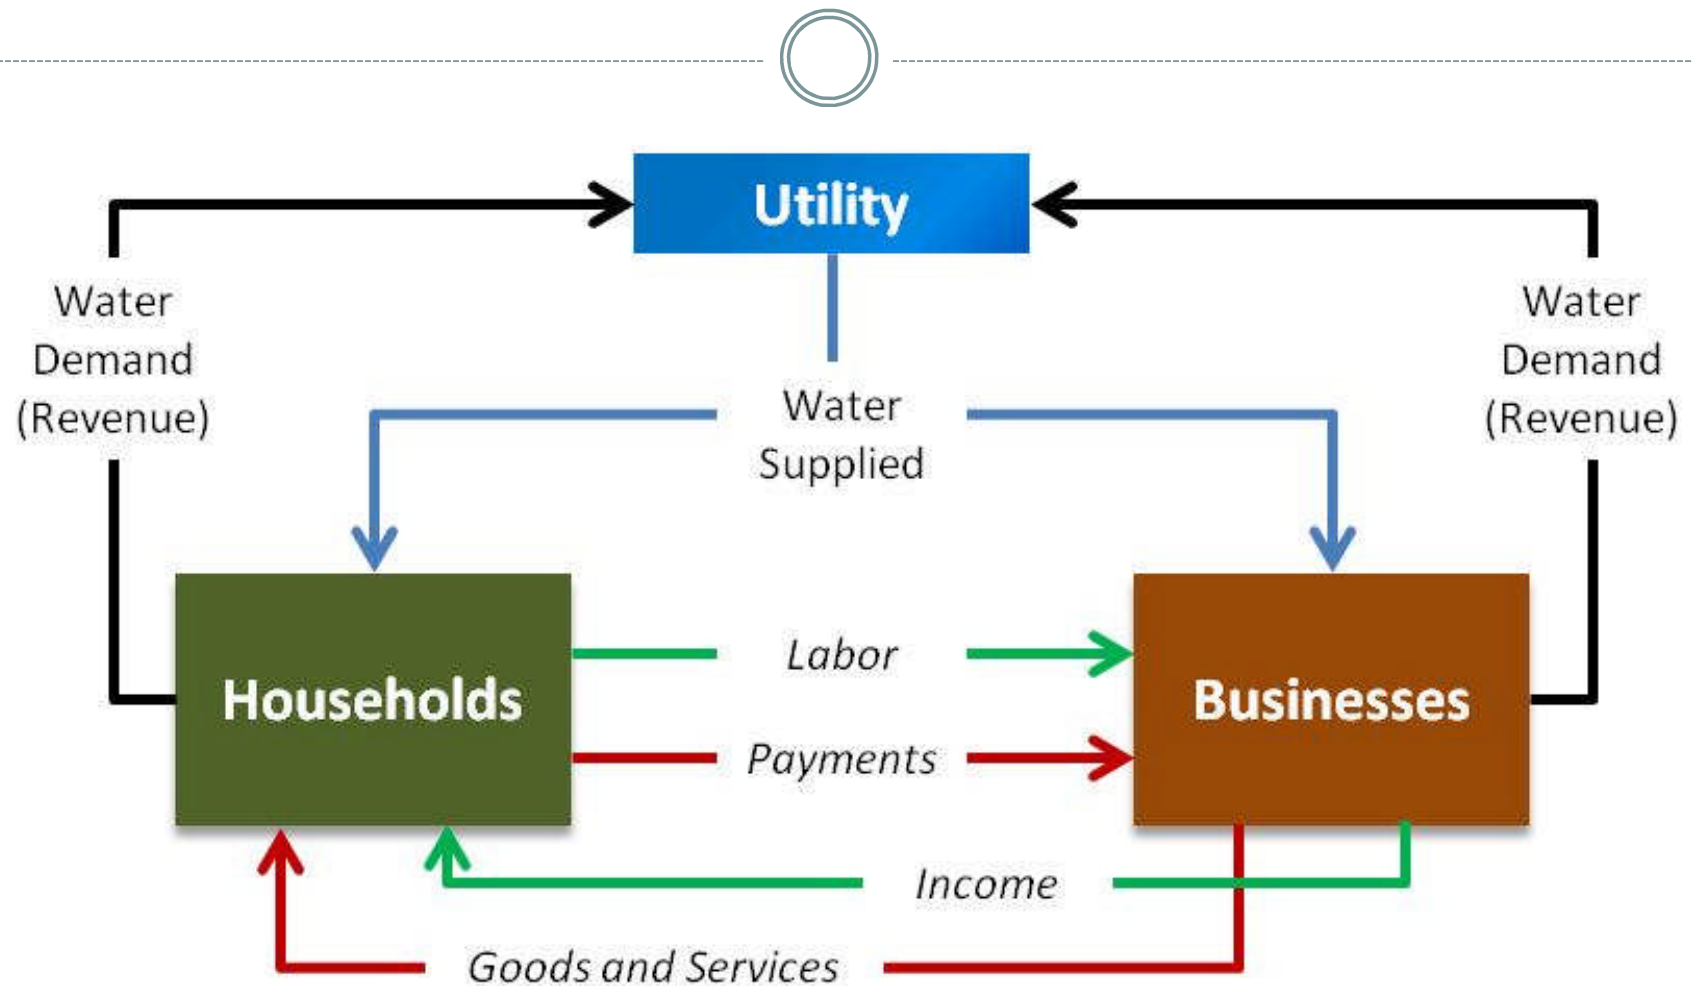 Utility
Water
Demand
(Revenue)
Water
Demand
(Revenue)
Water
Supplied
Households
Labor
Payments
Businesses
Income
Goods and Services